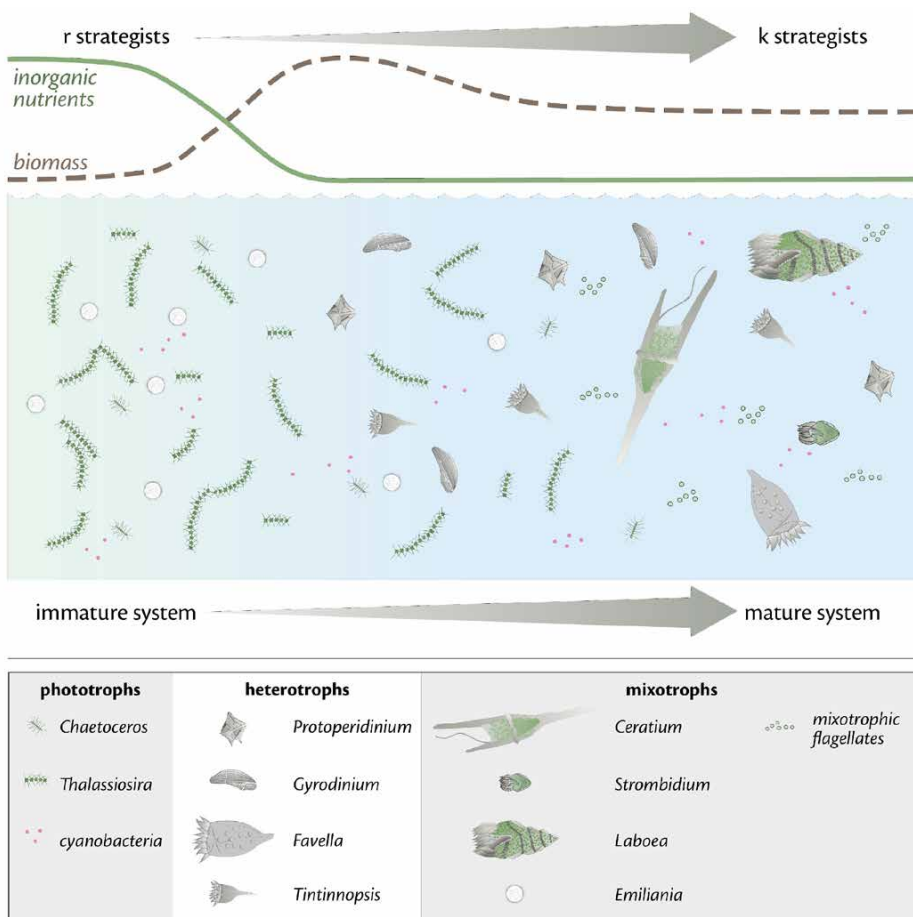 r strategists
k strategists
inorganic
nutrients
biomass
immature system
mature system
phototrophs
heterotrophs
mixotrophs
Chaetoceros
Protoperidinium
Ceratium
mixotrophic
flagellates
Thalassiosira
Gyrodinium
Strombidium
cyanobacteria
Favella
Laboea
Tintinnopsis
Emiliania